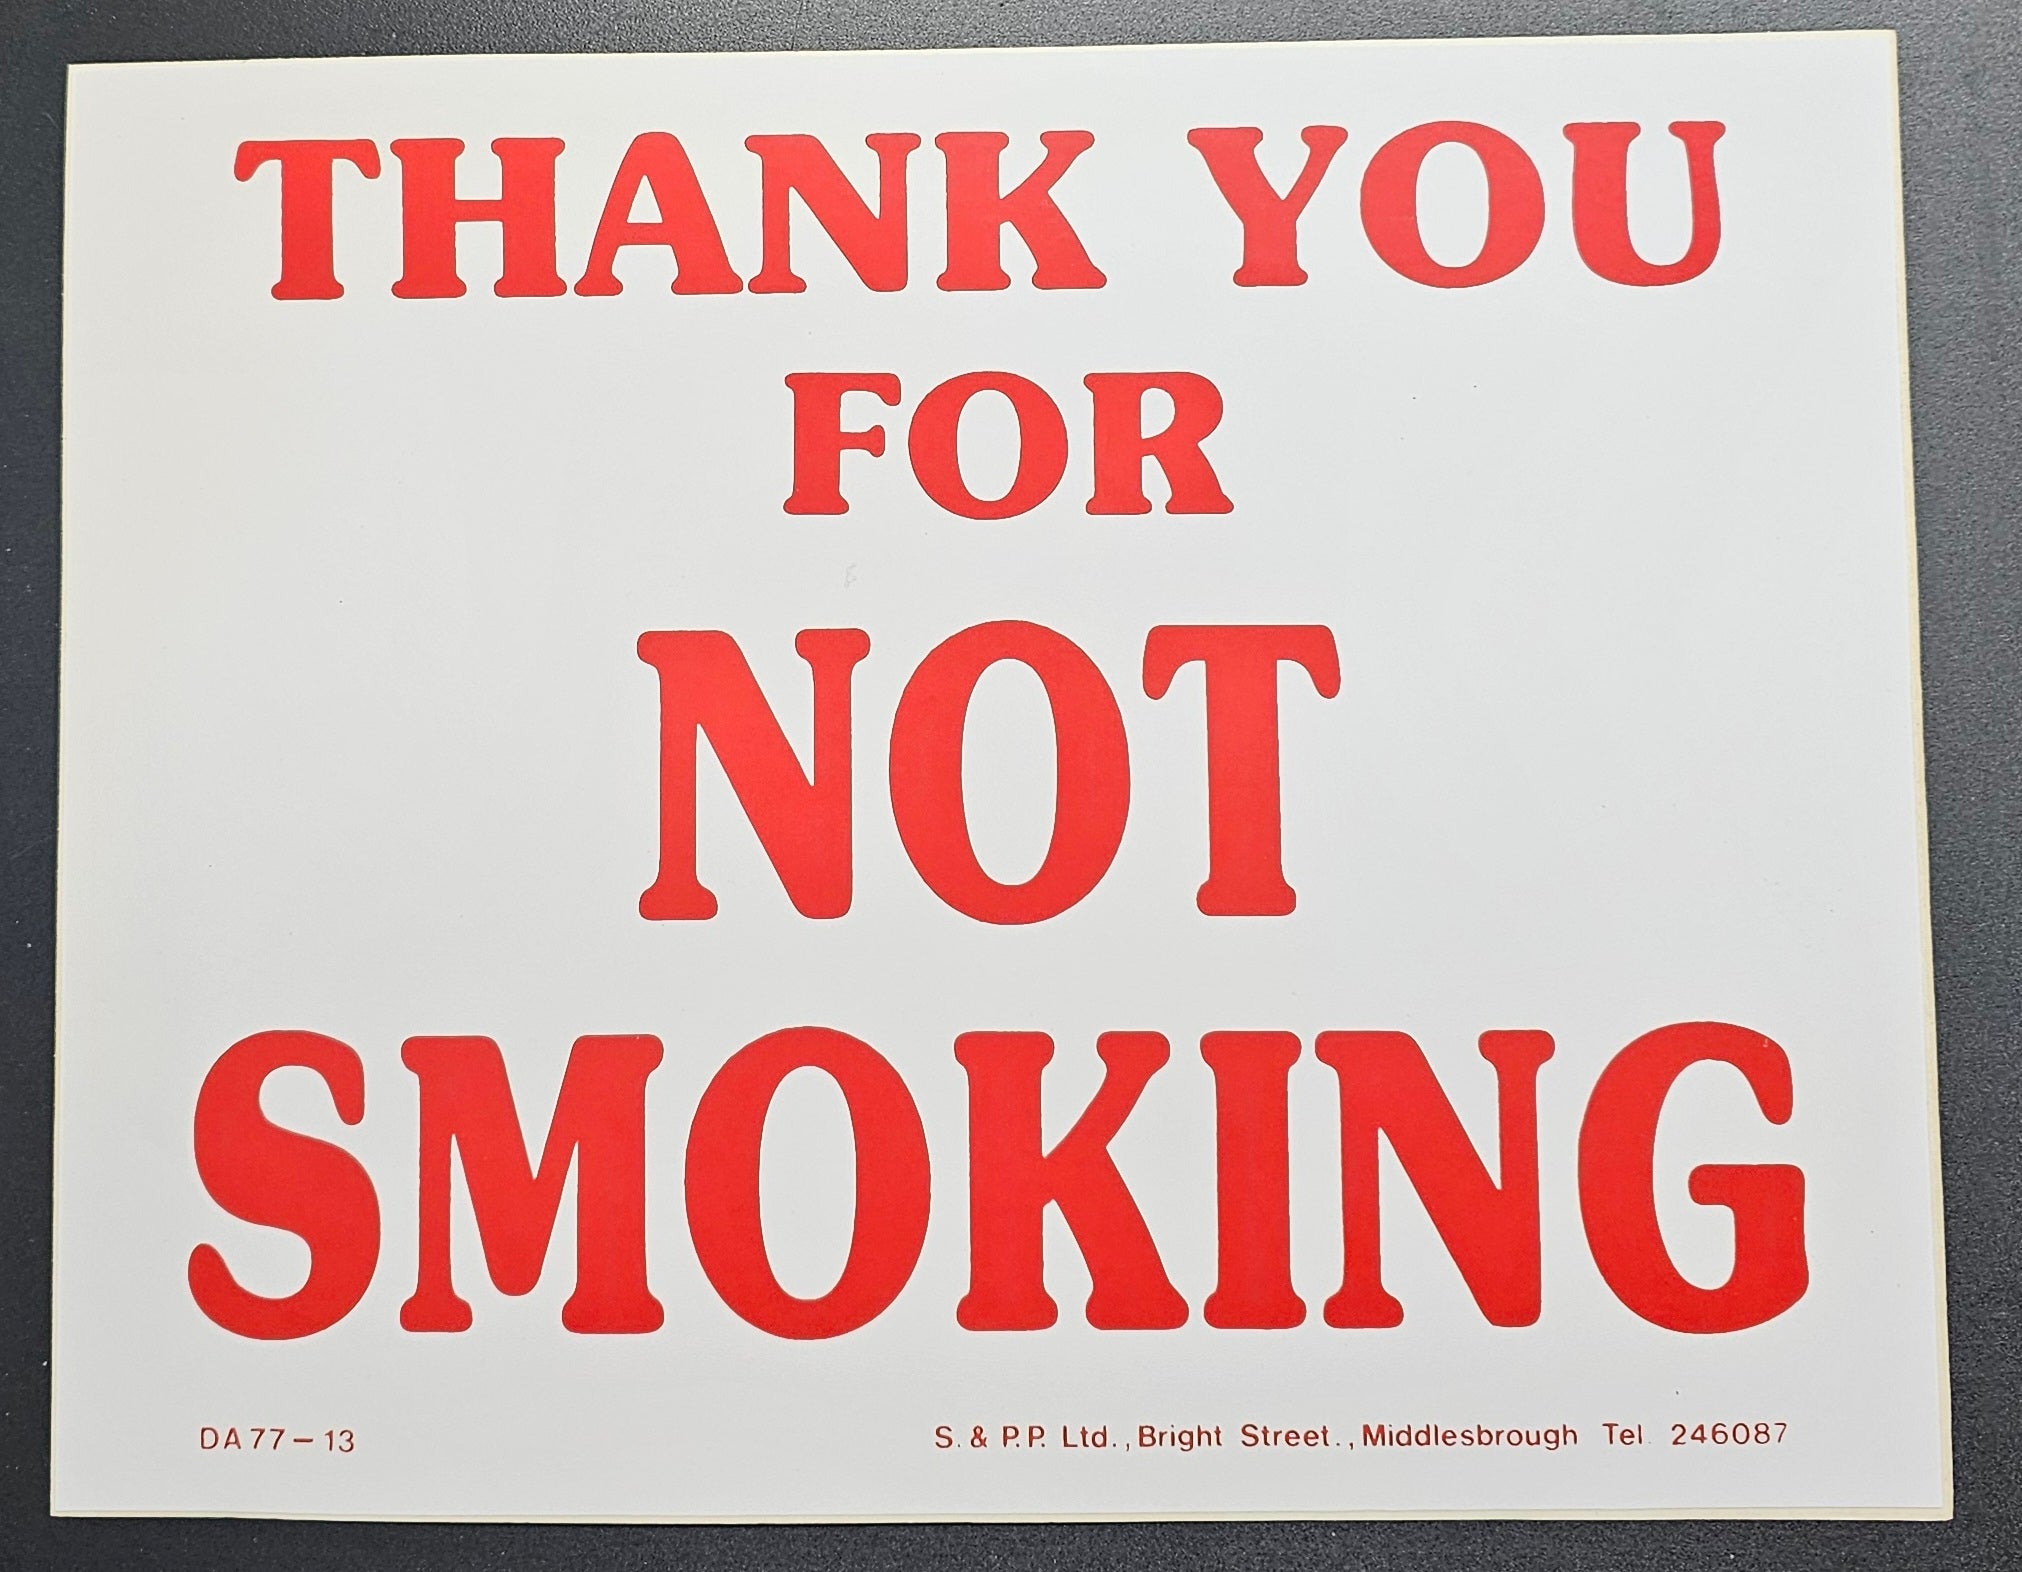 THANK YOU
FOR
NOT
SMOKING
DA77-13
S. & P.P. Ltd., Bright Street., Middlesbrough Tel. 246087